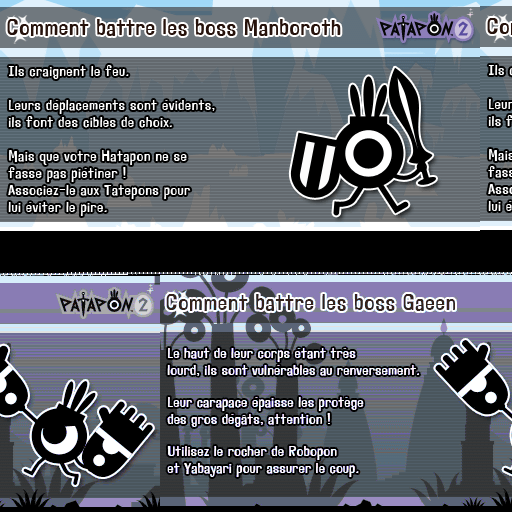 Comment battre les boss Manboroth
PATAPON 2
Co
Ils craignent le feu.
Ils c
Leurs déplacements sont évidents,
ils font des cibles de choix.
Leur
ils f
Mais que votre Hatapon ne se
fasse pas piétiner !
Associez-le aux Tatepons pour
lui éviter le pire.
Mais
fass
Asso
lui é
PATAPON 2
Comment battre les boss Gaeen
Le haut de leur corps étant très
lourd, ils sont vulnérables au renversement.
Leur carapace épaisse les protège
des gros dégâts, attention !
Utilisez le rocher de Robopon
et Yabayari pour assurer le coup.